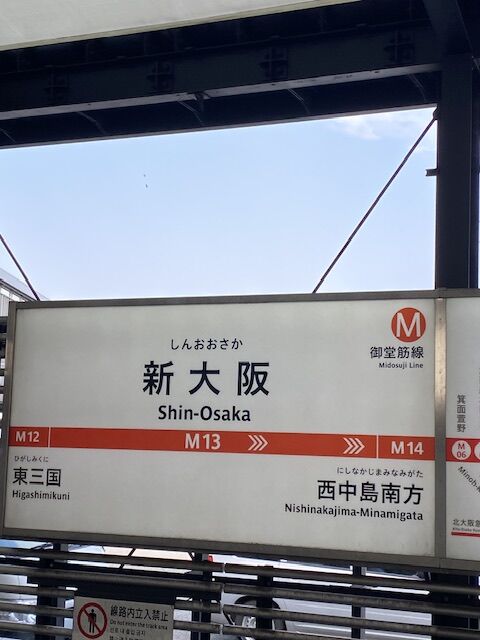 しんおおさか
新大阪
Shin-Osaka
M
御堂筋線
Midosuji Line
M12
M13
M14
ひがしみくに
東三国
Higashimikuni
にしなかじまみなみがた
西中島南方
Nishinakajima-Minamigata
箕面萱野
M
06
北大阪急
線路内立入禁止
Do not enter the track area